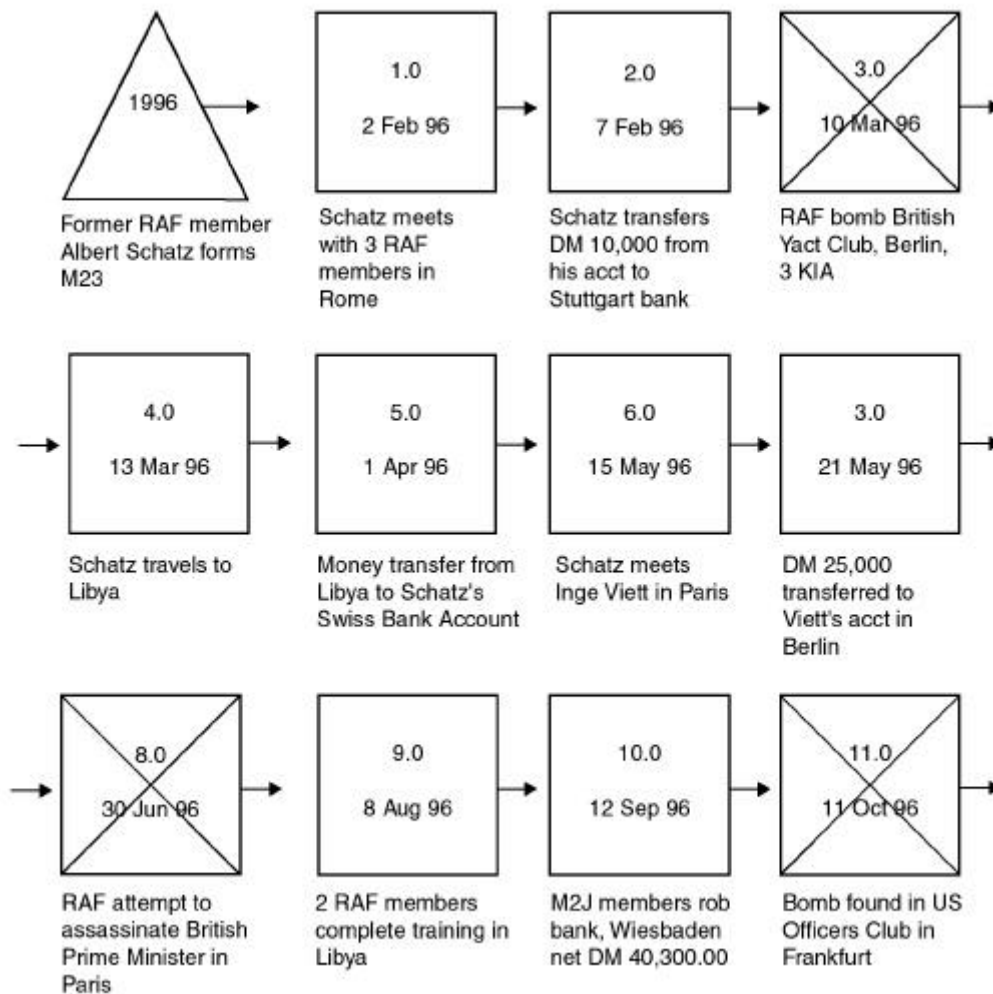 1996
Former RAF member
Albert Schatz forms
M23
1.0
2 Feb 96
Schatz meets
with 3 RAF
members in
Rome
2.0
7 Feb 96
Schatz transfers
DM 10,000 from
his acct to
Stuttgart bank
3.0
10 Mar 96
RAF bomb British
Yact Club, Berlin,
3 KIA
4.0
13 Mar 96
Schatz travels to
Libya
5.0
1 Apr 96
Money transfer from
Libya to Schatz's
Swiss Bank Account
6.0
15 May 96
Schatz meets
Inge Viett in Paris
3.0
21 May 96
DM 25,000
transferred to
Viett's acct in
Berlin
8.0
30 Jun 96
RAF attempt to
assassinate British
Prime Minister in
Paris
9.0
8 Aug 96
2 RAF members
complete training in
Libya
10.0
12 Sep 96
M2J members rob
bank, Wiesbaden
net DM 40,300.00
11.0
11 Oct 96
Bomb found in US
Officers Club in
Frankfurt